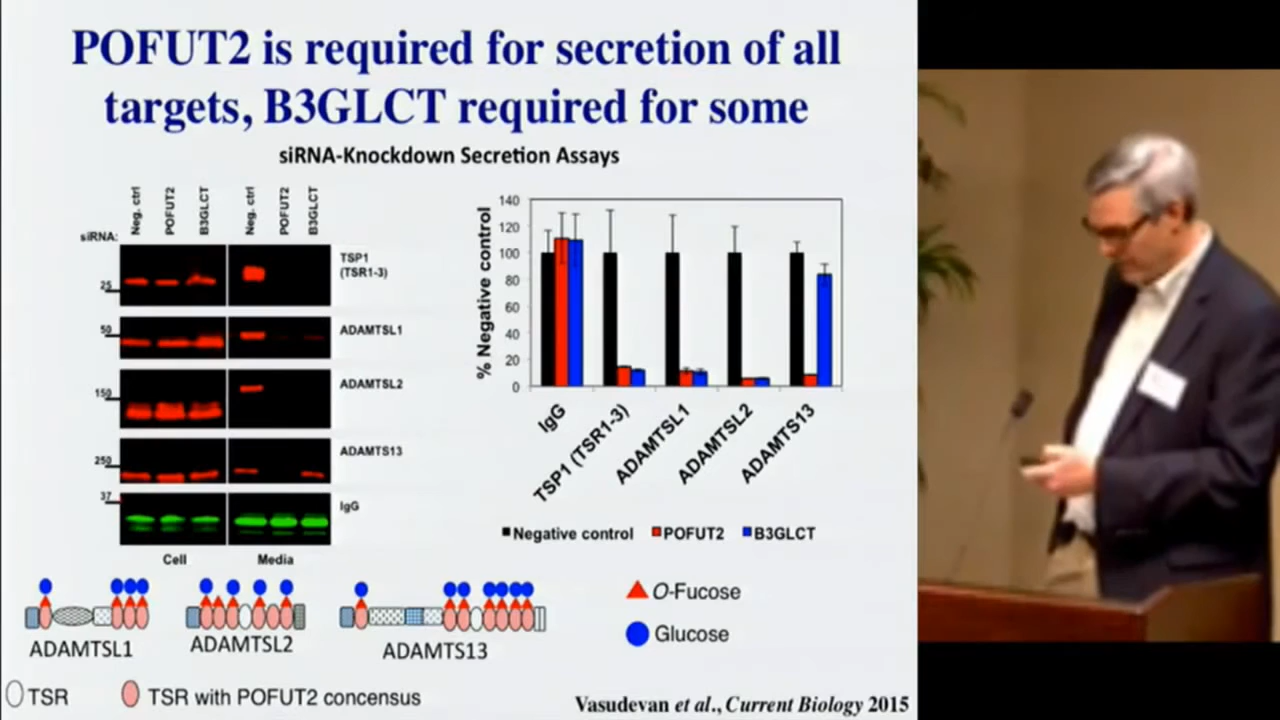 POFUT2 is required for secretion of all
targets, B3GLCT required for some
siRNA-Knockdown Secretion Assays
siRNA:
Neg. ctrl
POFUT2
B3GLCT
Neg. ctrl
POFUT2
B3GLCT
25
TSP1
(TSR1-3)
50
ADAMTSL1
150
ADAMTSL2
250
ADAMTS13
37
IgG
Cell
Media
% Negative control
140
120
100
80
60
40
20
0
IgG
TSP1 (TSR1-3)
ADAMTSL1
ADAMTSL2
ADAMTS13
Negative control
POFUT2
B3GLCT
ADAMTSL1
ADAMTSL2
ADAMTS13
O-Fucose
Glucose
TSR
TSR with POFUT2 concensus
Vasudevan et al., Current Biology 2015